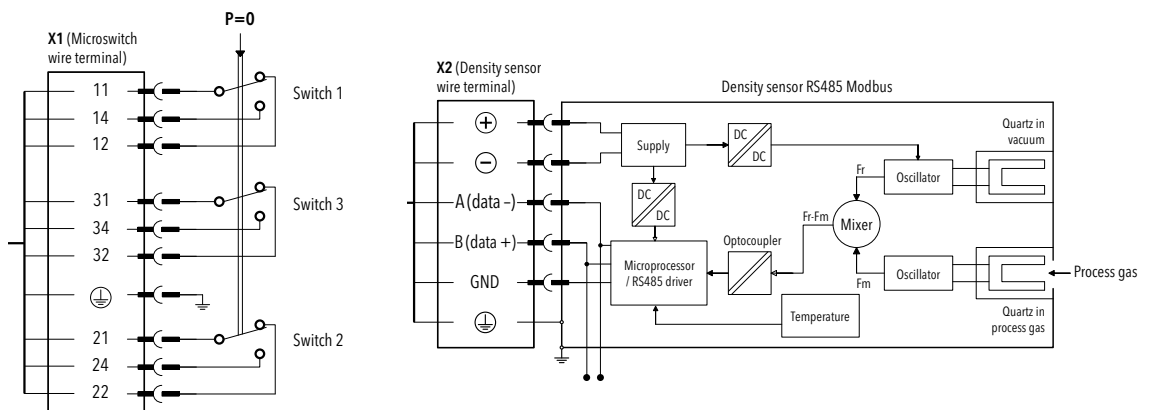 P=0
X1 (Microswitch
wire terminal)
11
14
12
Switch 1
31
34
32
Switch 3
21
24
22
Switch 2
X2 (Density sensor
wire terminal)
+
−
A (data –)
B (data +)
GND
Density sensor RS485 Modbus
Supply
DC
DC
DC
DC
Microprocessor
/ RS485 driver
Optocoupler
Fr-Fm
Mixer
Fr
Fm
Oscillator
Oscillator
Quartz in
vacuum
Process gas
Quartz in
process gas
Temperature